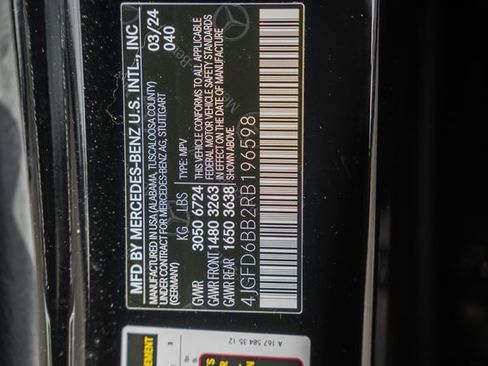 MFD BY MERCEDES-BENZ U.S. INTL., INC
03/24
MANUFACTURED IN USA (ALABAMA, TUSCALOOSA COUNTY)
040
UNDER CONTRACT FOR MERCEDES-BENZ AG, STUTTGART
(GERMANY)
TYPE: MPV
KG LBS
GVWR 3050 6724
GAWR FRONT 1480 3263
GAWR REAR 1650 3638
THIS VEHICLE CONFORMS TO ALL APPLICABLE
FEDERAL MOTOR VEHICLE SAFETY STANDARDS
IN EFFECT ON THE DATE OF MANUFACTURE
SHOWN ABOVE.
4JGFD6BB2RB196598
A 167 584 35 12